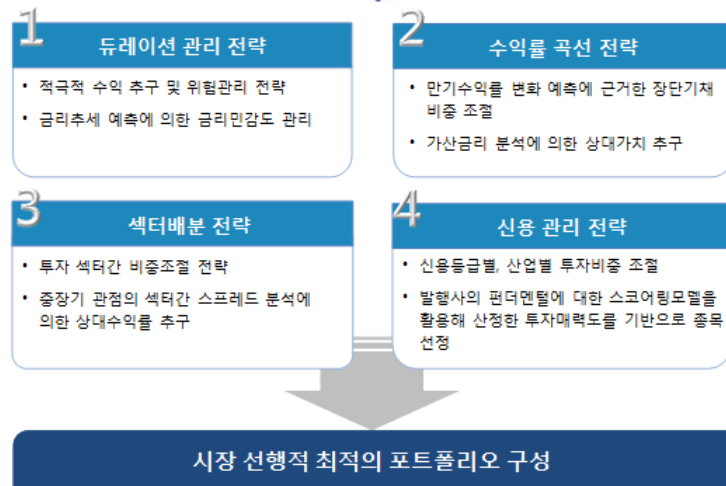 1
듀레이션 관리 전략
• 적극적 수익 추구 및 위험관리 전략
• 금리추세 예측에 의한 금리민감도 관리
2
수익률 곡선 전략
• 만기수익률 변화 예측에 근거한 장단기채
비중 조절
• 가산금리 분석에 의한 상대가치 추구
3
섹터배분 전략
• 투자 섹터간 비중조절 전략
• 중장기 관점의 섹터간 스프레드 분석에
의한 상대수익률 추구
4
신용 관리 전략
• 신용등급별, 산업별 투자비중 조절
• 발행사의 펀더멘털에 대한 스코어링모델을
활용해 산정한 투자매력도를 기반으로 종목
선정
시장 선행적 최적의 포트폴리오 구성